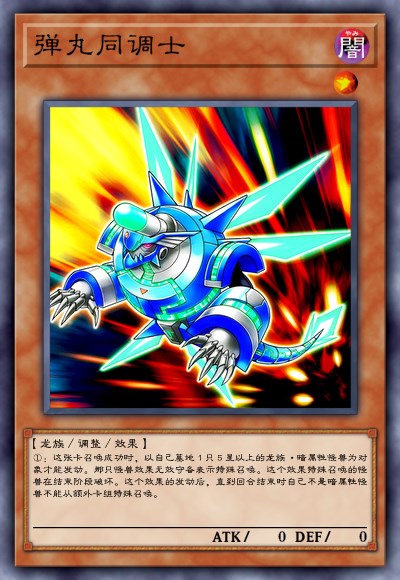 弹丸同调士
やみ
闇
【龙族／调整／效果】
①：这张卡召唤成功时，以自己墓地1只5星以上的龙族·暗属性怪兽为对
象才能发动。那只怪兽效果无效守备表示特殊召唤。这个效果特殊召唤的怪
兽在结束阶段破坏。这个效果的发动后，直到回合结束时自己不是暗属性怪
兽不能从额外卡组特殊召唤。
ATK/ 0 DEF/ 0